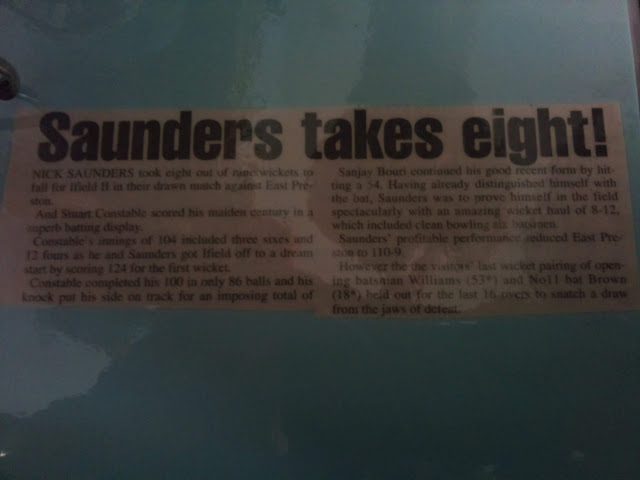 Saunders takes eight!
NICK SAUNDERS took eight out of nine wickets to
fall for Ifield II in their drawn match against East Pre-
ston.
And Stuart Constable scored his maiden century in a
superb batting display.
Constable's innings of 104 included three sixes and
12 fours as he and Saunders got Ifield off to a dream
start by scoring 124 for the first wicket.
Constable completed his 100 in only 86 balls and his
knock put his side on track for an imposing total of
Sanjay Bouri continued his good recent form by hit-
ting a 54. Having already distinguished himself with
the bat, Saunders was to prove himself in the field
spectacularly with an amazing wicket haul of 8-12,
which included clean bowling six batsmen.
Saunders' profitable performance reduced East Pre-
ston to 110-9.
However the the visitors' last wicket pairing of open-
ing batsman Williams (53*) and No11 bat Brown
(18*) held out for the last 16 overs to snatch a draw
from the jaws of defeat.